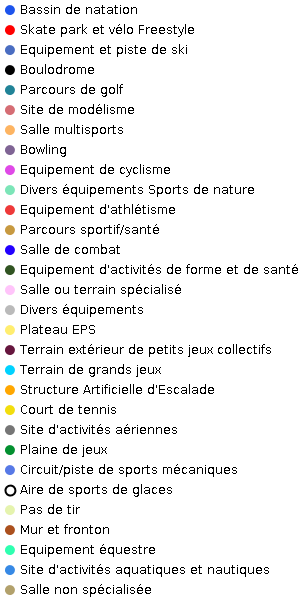 Bassin de natation
Skate park et vélo Freestyle
Equipement et piste de ski
Boulodrome
Parcours de golf
Site de modélisme
Salle multisports
Bowling
Equipement de cyclisme
Divers équipements Sports de nature
Equipement d'athlétisme
Parcours sportif/santé
Salle de combat
Equipement d'activités de forme et de santé
Salle ou terrain spécialisé
Divers équipements
Plateau EPS
Terrain extérieur de petits jeux collectifs
Terrain de grands jeux
Structure Artificielle d'Escalade
Court de tennis
Site d'activités aériennes
Plaine de jeux
Circuit/piste de sports mécaniques
Aire de sports de glaces
Pas de tir
Mur et fronton
Equipement équestre
Site d'activités aquatiques et nautiques
Salle non spécialisée